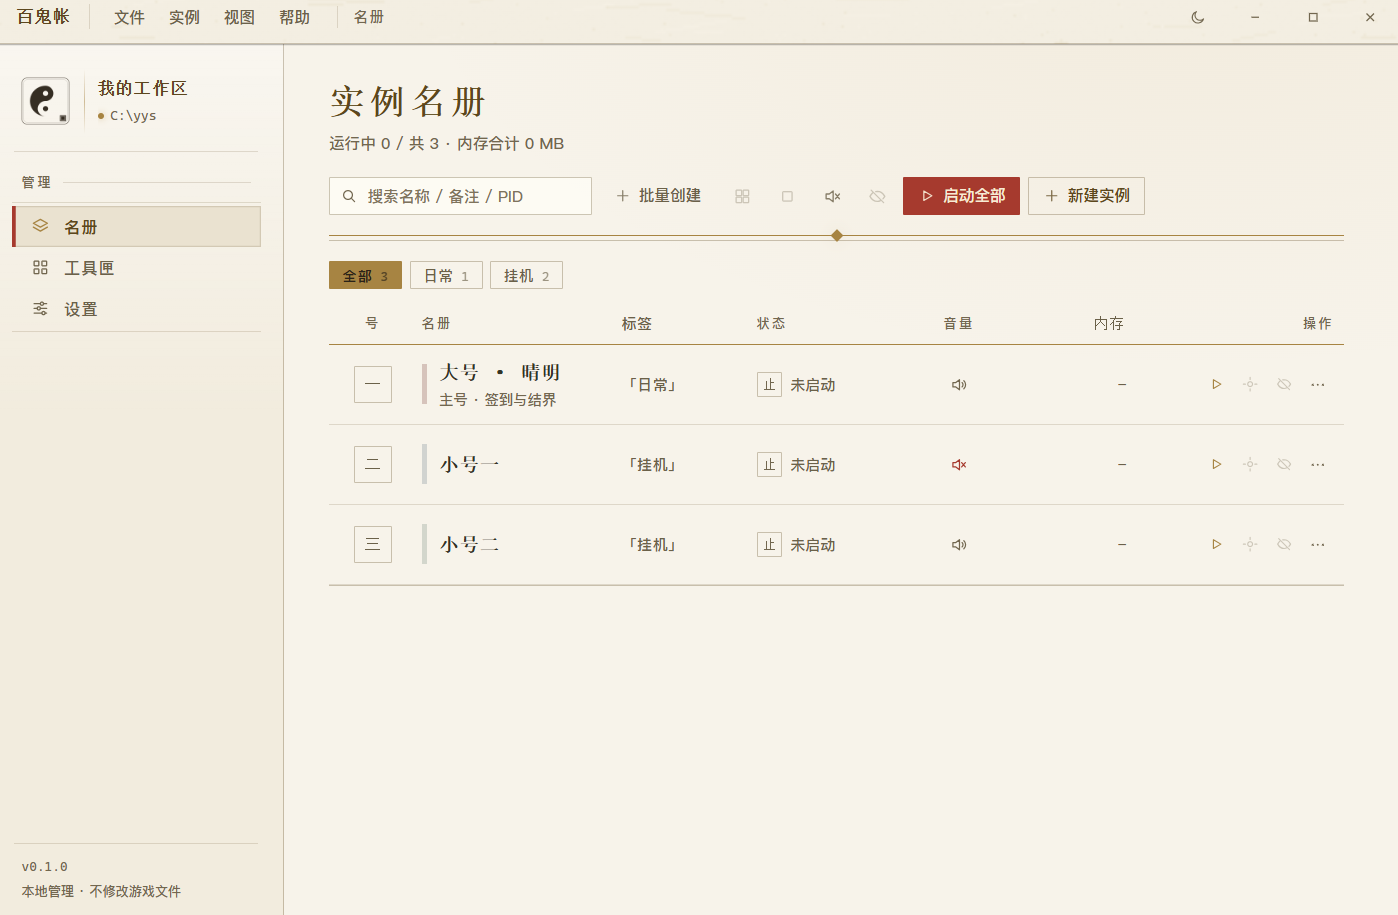 百鬼帐 文件 实例 视图 帮助 名册
我的工作区
C:\yys
管理
名册
工具匣
设置
v0.1.0
本地管理 · 不修改游戏文件
实例名册
运行中 0 / 共 3 · 内存合计 0 MB
搜索名称 / 备注 / PID 批量创建 启动全部 新建实例
全部 3 日常 1 挂机 2
号 名册 标签 状态 音量 内存 操作
一 大号 · 晴明 「日常」 止 未启动 –
主号 · 签到与结界
二 小号一 「挂机」 止 未启动 –
三 小号二 「挂机」 止 未启动 –